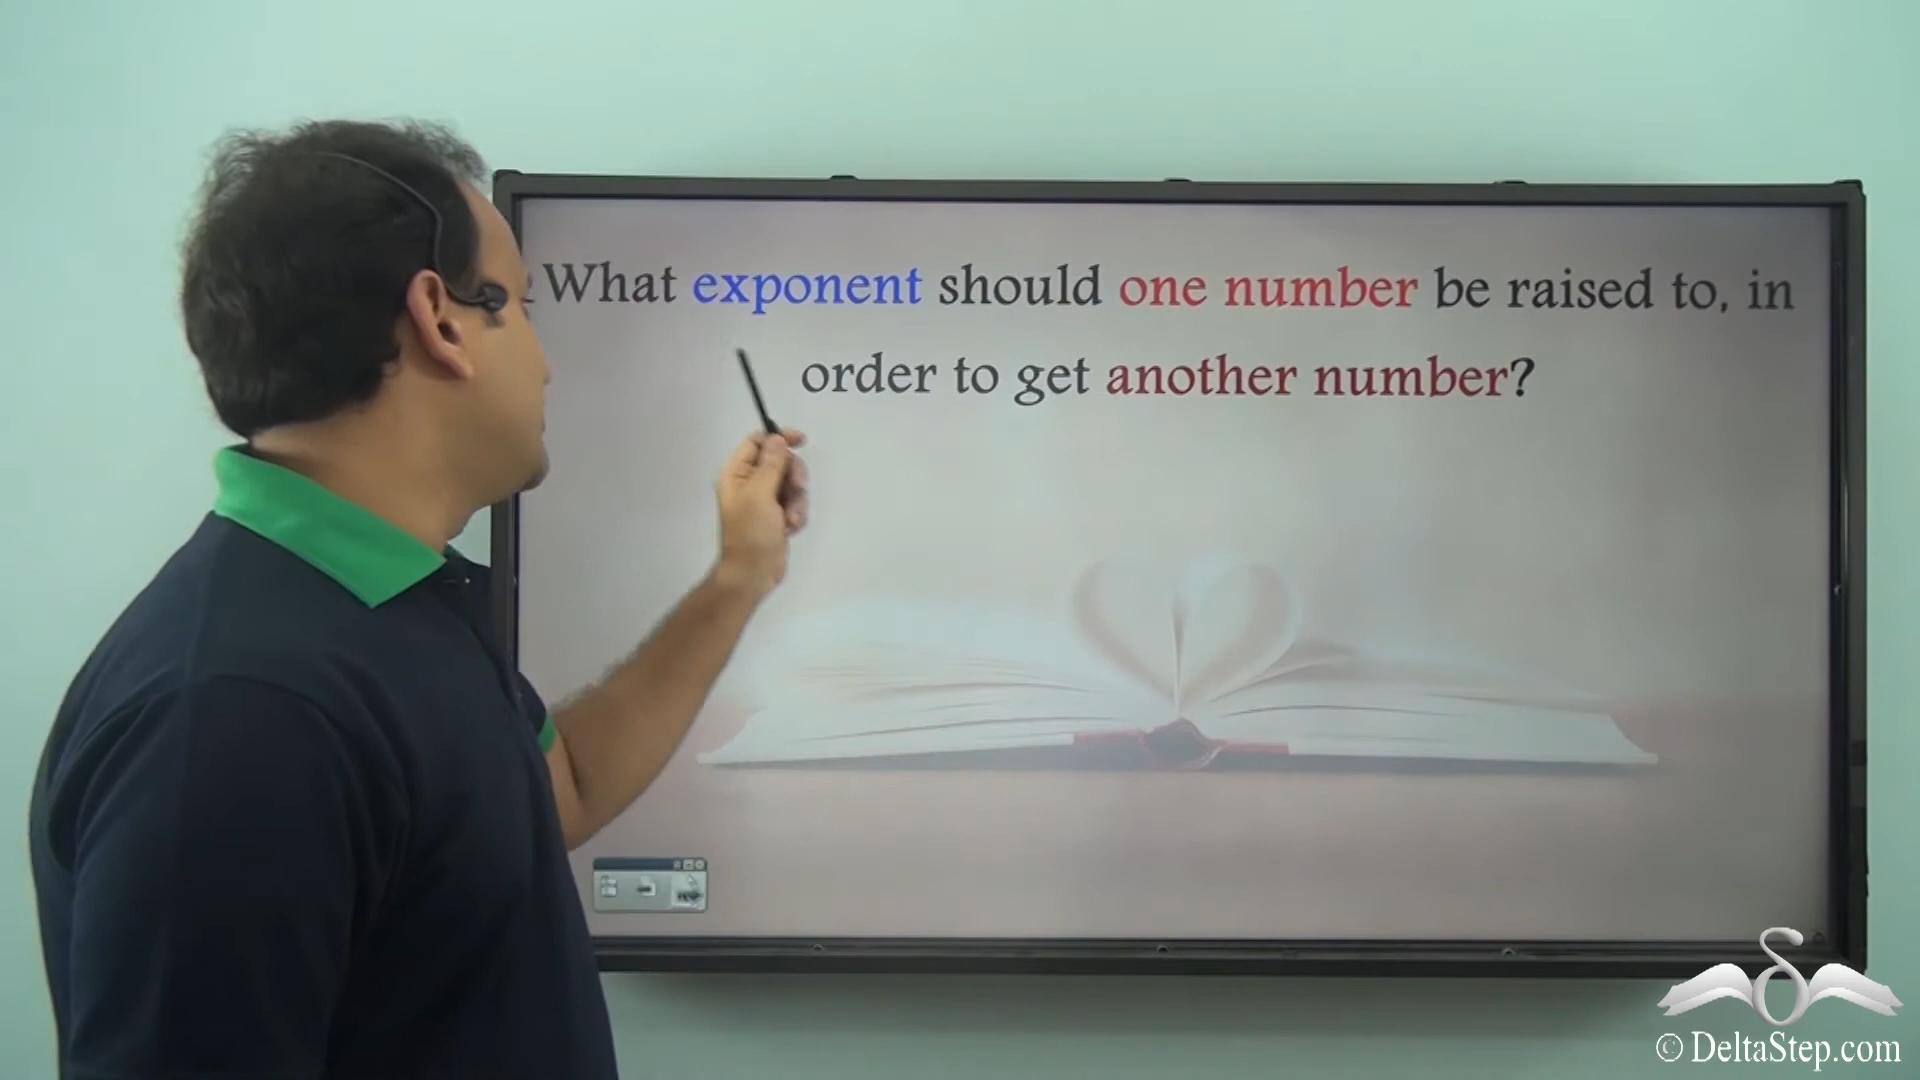 What exponent should one number be raised to, in
order to get another number?
© DeltaStep.com